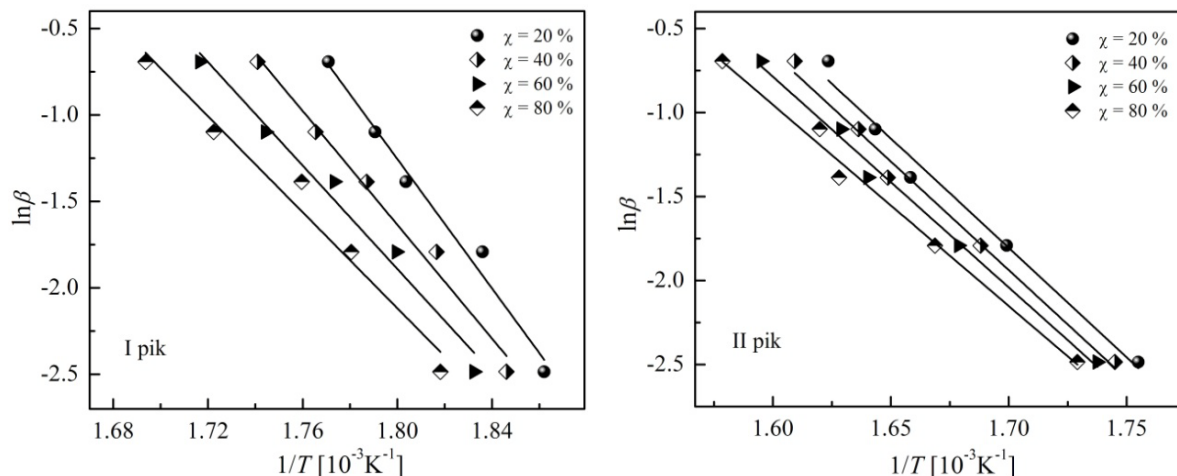 -0.5
χ = 20 %
χ = 40 %
χ = 60 %
χ = 80 %
-1.0
-1.5
lnβ
-2.0
I pik
-2.5
1.68 1.72 1.76 1.80 1.84
1/T [10⁻³K⁻¹]
-0.5
χ = 20 %
χ = 40 %
χ = 60 %
χ = 80 %
-1.0
-1.5
lnβ
-2.0
II pik
-2.5
1.60 1.65 1.70 1.75
1/T [10⁻³K⁻¹]